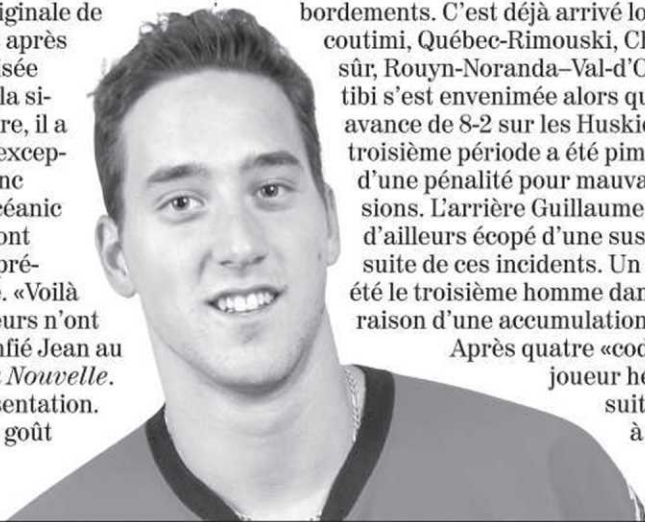 iginale de
après
isée
la si-
re, il a
excep-
nc
céanic
ont
pré-
. «Voilà
eurs n'ont
nfié Jean au
Nouvelle.
sentation.
goût
bordements. C'est déjà arrivé lo
coutimi, Québec-Rimouski, Ch
sûr, Rouyn-Noranda–Val-d'O
tibi s'est envenimée alors qu
avance de 8-2 sur les Huskie
troisième période a été pim
d'une pénalité pour mauva
sions. L'arrière Guillaume
d'ailleurs écopé d'une sus
suite de ces incidents. Un
été le troisième homme dan
raison d'une accumulation
Après quatre «cod
joueur he
suit
à